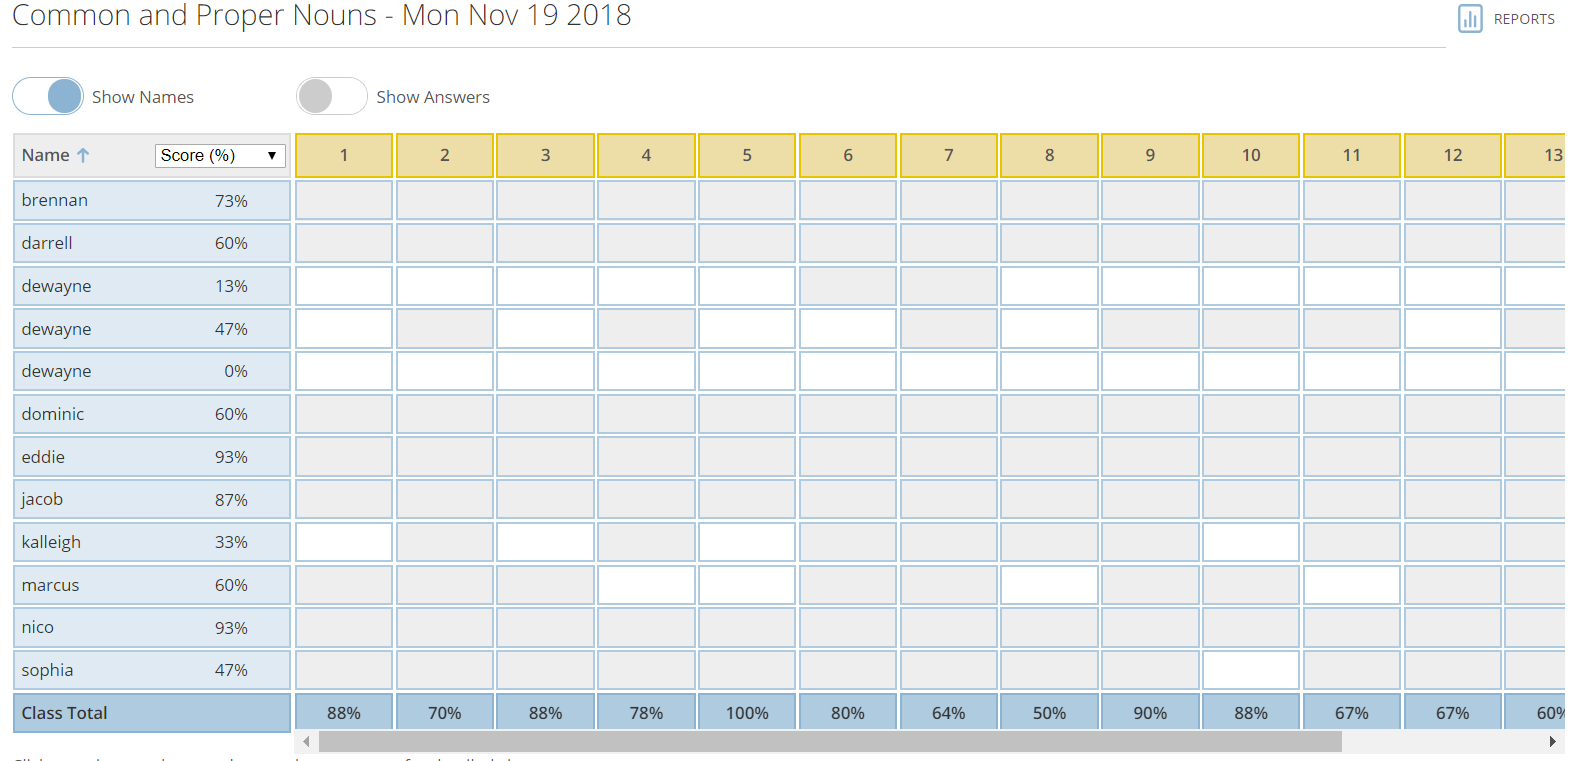 Common and Proper Nouns - Mon Nov 19 2018
REPORTS
Show Names Show Answers
Name Score (%) 1 2 3 4 5 6 7 8 9 10 11 12 13
brennan 73%
darrell 60%
dewayne 13%
dewayne 47%
dewayne 0%
dominic 60%
eddie 93%
jacob 87%
kalleigh 33%
marcus 60%
nico 93%
sophia 47%
Class Total 88% 70% 88% 78% 100% 80% 64% 50% 90% 88% 67% 67% 60%